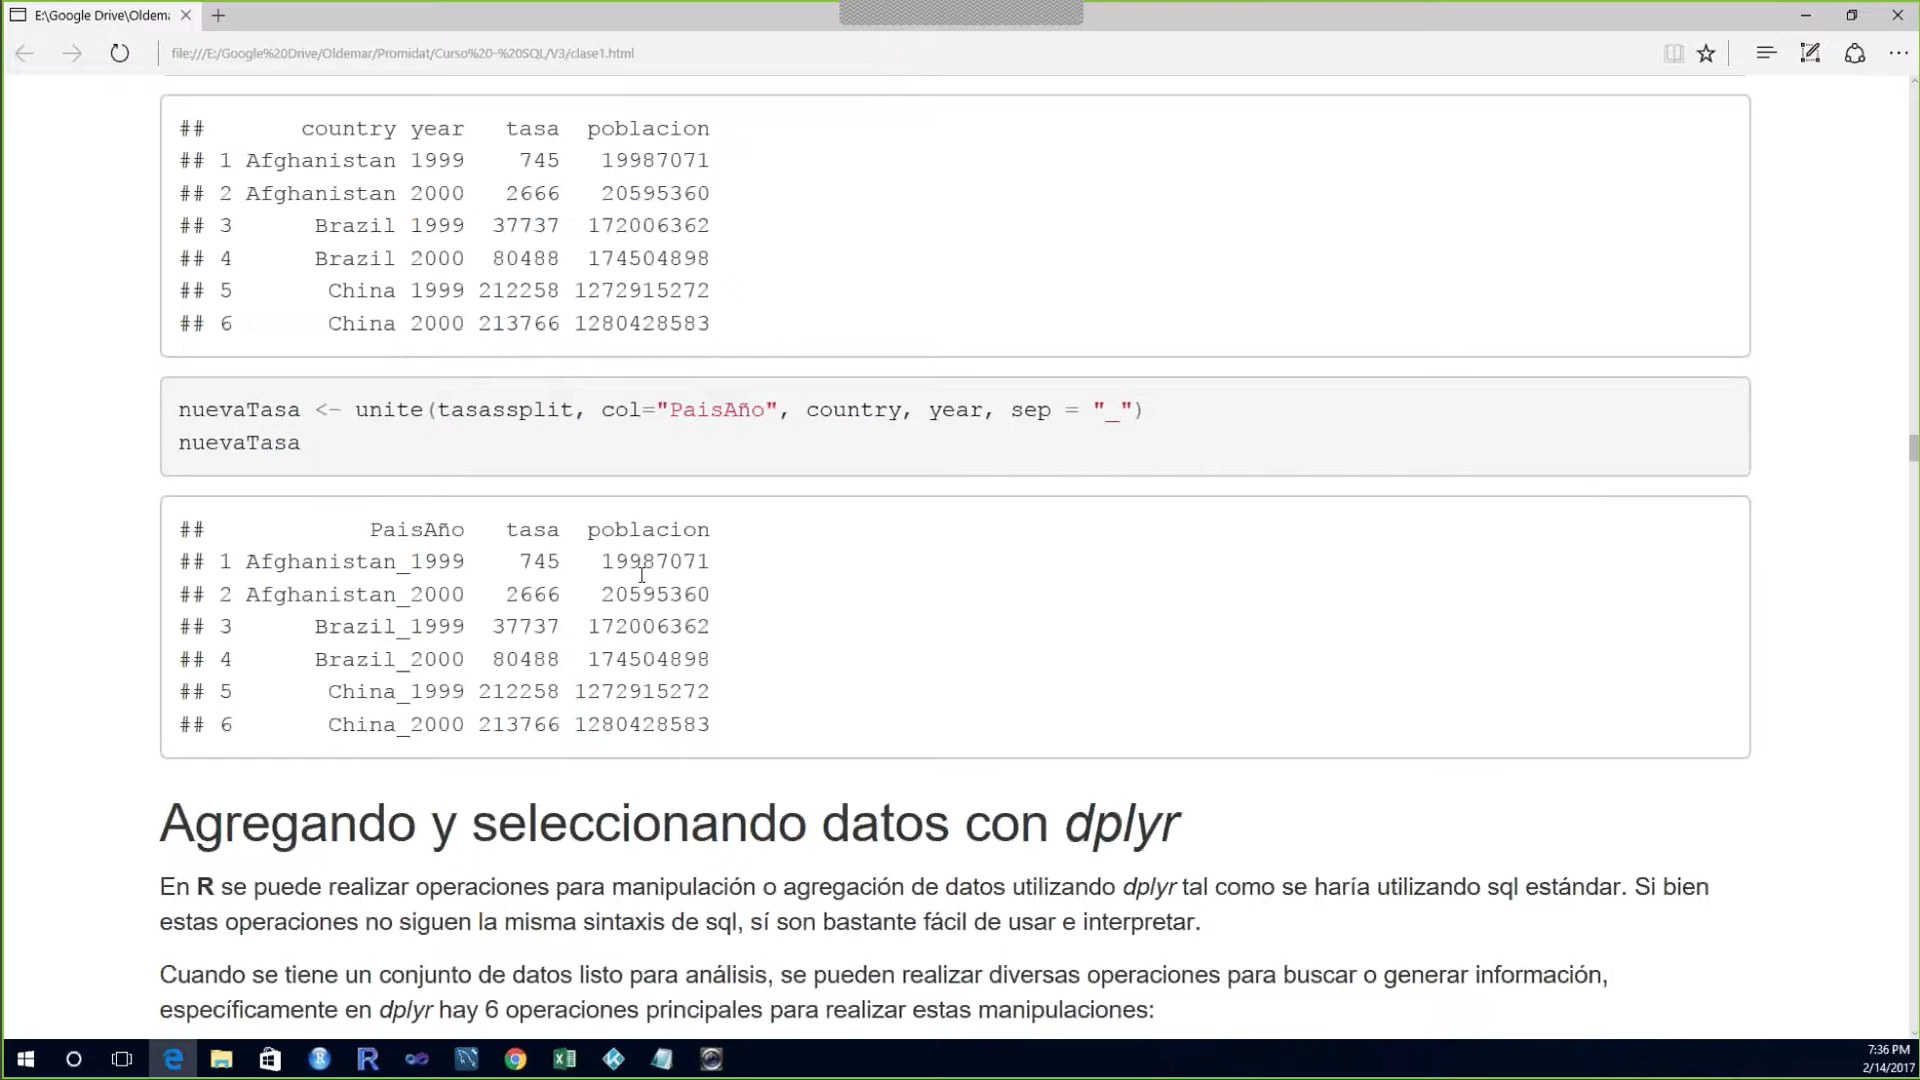 E:\Google Drive\Oldema
file:///E:/Google%20Drive/Oldemar/Promidat/Curso%20-%20SQL/V3/clase1.html
## country year tasa poblacion
## 1 Afghanistan 1999 745 19987071
## 2 Afghanistan 2000 2666 20595360
## 3 Brazil 1999 37737 172006362
## 4 Brazil 2000 80488 174504898
## 5 China 1999 212258 1272915272
## 6 China 2000 213766 1280428583
nuevaTasa <- unite(tasassplit, col="PaisAño", country, year, sep = "_")
nuevaTasa
## PaisAño tasa poblacion
## 1 Afghanistan_1999 745 19987071
## 2 Afghanistan_2000 2666 20595360
## 3 Brazil_1999 37737 172006362
## 4 Brazil_2000 80488 174504898
## 5 China_1999 212258 1272915272
## 6 China_2000 213766 1280428583
Agregando y seleccionando datos con dplyr
En R se puede realizar operaciones para manipulación o agregación de datos utilizando dplyr tal como se haría utilizando sql estándar. Si bien
estas operaciones no siguen la misma sintaxis de sql, sí son bastante fácil de usar e interpretar.
Cuando se tiene un conjunto de datos listo para análisis, se pueden realizar diversas operaciones para buscar o generar información,
específicamente en dplyr hay 6 operaciones principales para realizar estas manipulaciones:
7:36 PM
2/14/2017